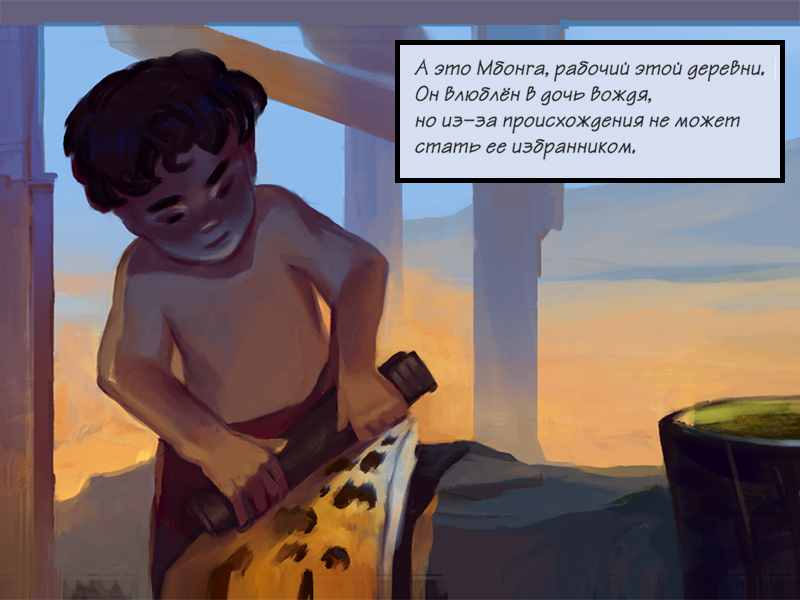 А это Мбонга, рабочий этой деревни.
Он влюблён в дочь вождя,
но из-за происхождения не может
стать ее избранником.